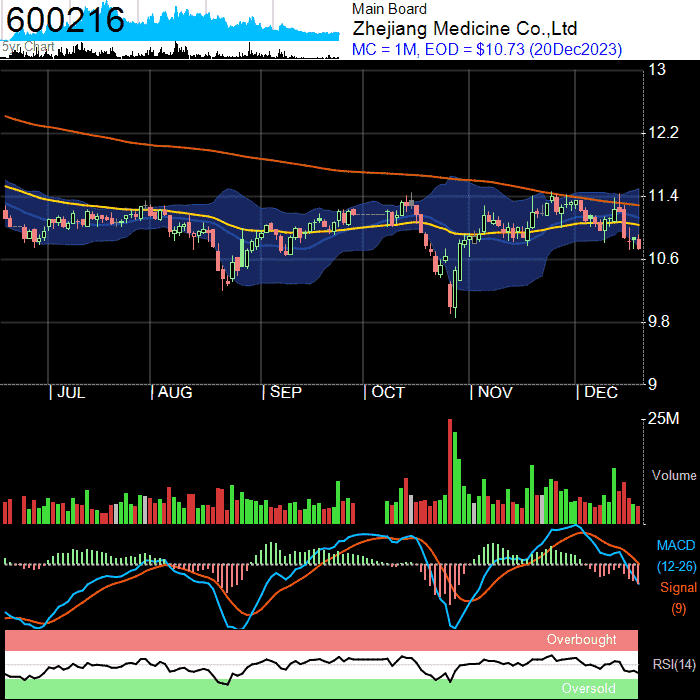 600216
5yr Chart
Main Board
Zhejiang Medicine Co.,Ltd
MC = 1M, EOD = $10.73 (20Dec2023)
13
12.2
11.4
10.6
9.8
9
JUL
AUG
SEP
OCT
NOV
DEC
25M
Volume
MACD
(12-26)
Signal
(9)
Overbought
RSI(14)
Oversold